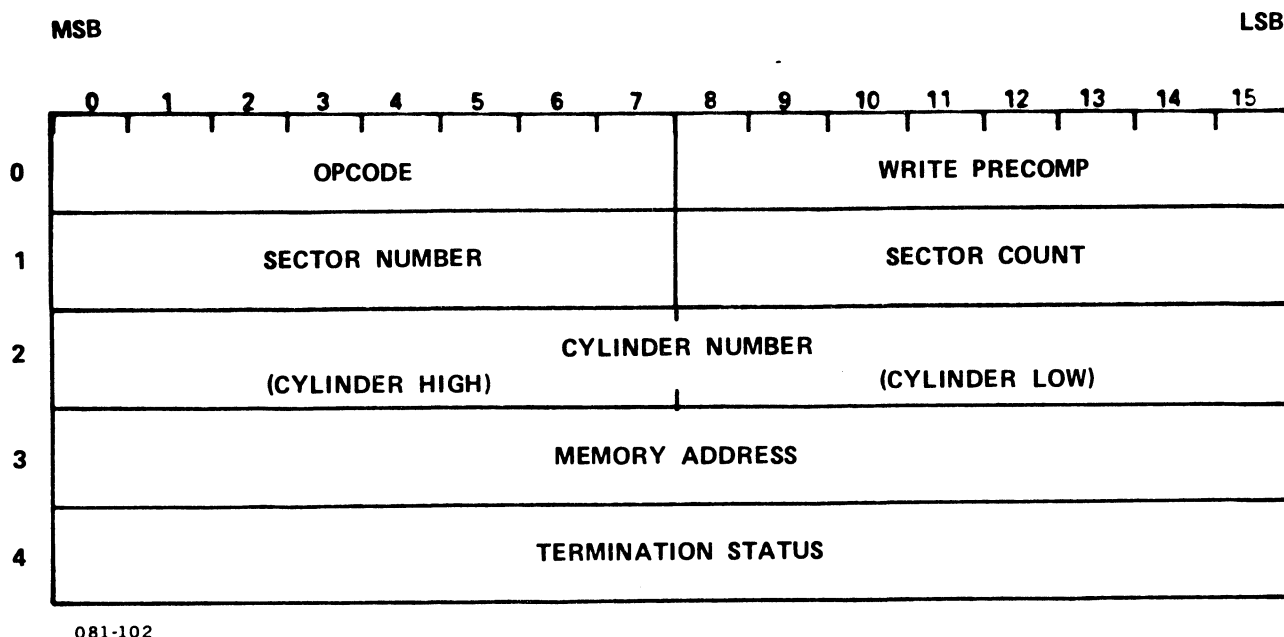 MSB LSB
0 1 2 3 4 5 6 7 8 9 10 11 12 13 14 15
0 OPCODE WRITE PRECOMP
1 SECTOR NUMBER SECTOR COUNT
2 CYLINDER NUMBER
(CYLINDER HIGH) (CYLINDER LOW)
3 MEMORY ADDRESS
4 TERMINATION STATUS
081-102